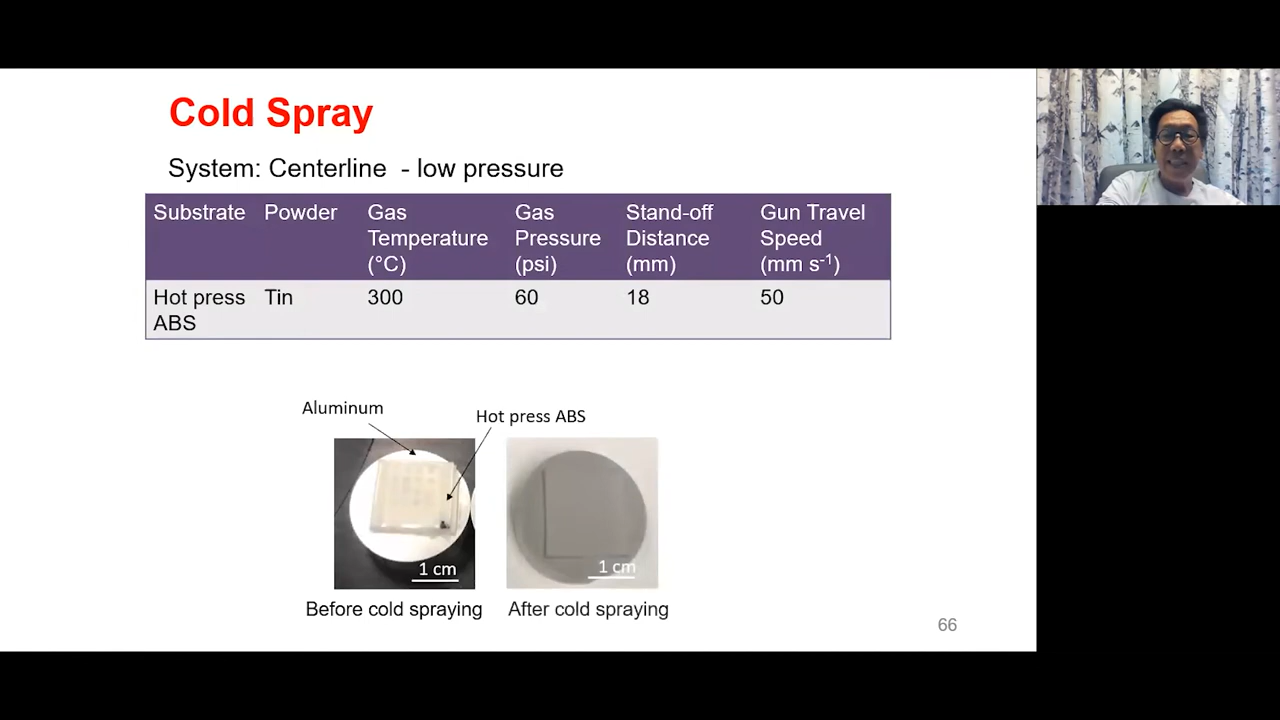 Cold Spray
System: Centerline - low pressure
Substrate Powder Gas Temperature (°C) Gas Pressure (psi) Stand-off Distance (mm) Gun Travel Speed (mm s-1)
Hot press ABS Tin 300 60 18 50
Aluminum
Hot press ABS
1 cm
1 cm
Before cold spraying
After cold spraying
66